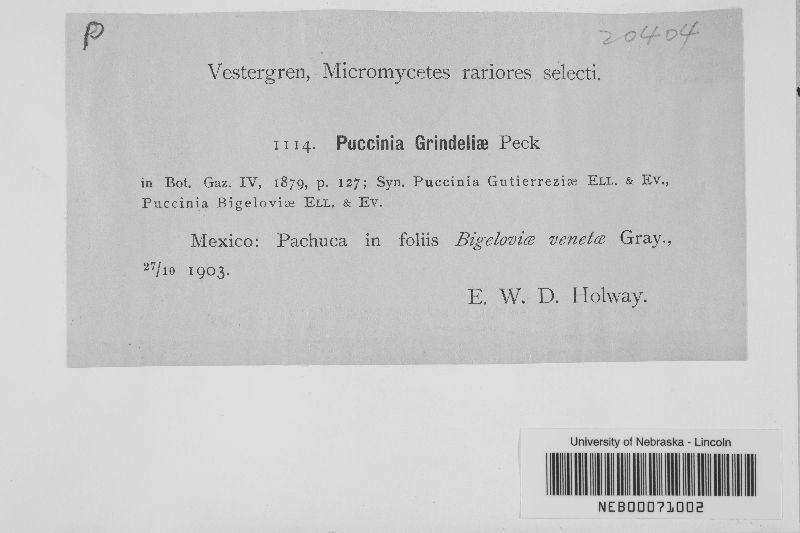 P
20404
Vestergren, Micromycetes rariores selecti.
1114. Puccinia Grindeliæ Peck
in Bot. Gaz. IV, 1879, p. 127; Syn. Puccinia Gutierreziæ Ell. & Ev.,
Puccinia Bigeloviæ Ell. & Ev.
Mexico: Pachuca in foliis Bigeloviæ venetæ Gray.,
27/10 1903.
E. W. D. Holway.
University of Nebraska - Lincoln
NEB00071002